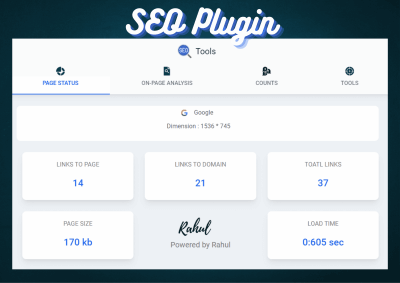 SEO Plugin
SEO Tools
PAGE STATUS
ON-PAGE ANALYSIS
COUNTS
TOOLS
Google
Dimension : 1536 * 745
LINKS TO PAGE
14
LINKS TO DOMAIN
21
TOATL LINKS
37
PAGE SIZE
170 kb
Rahul
Powered by Rahul
LOAD TIME
0:605 sec